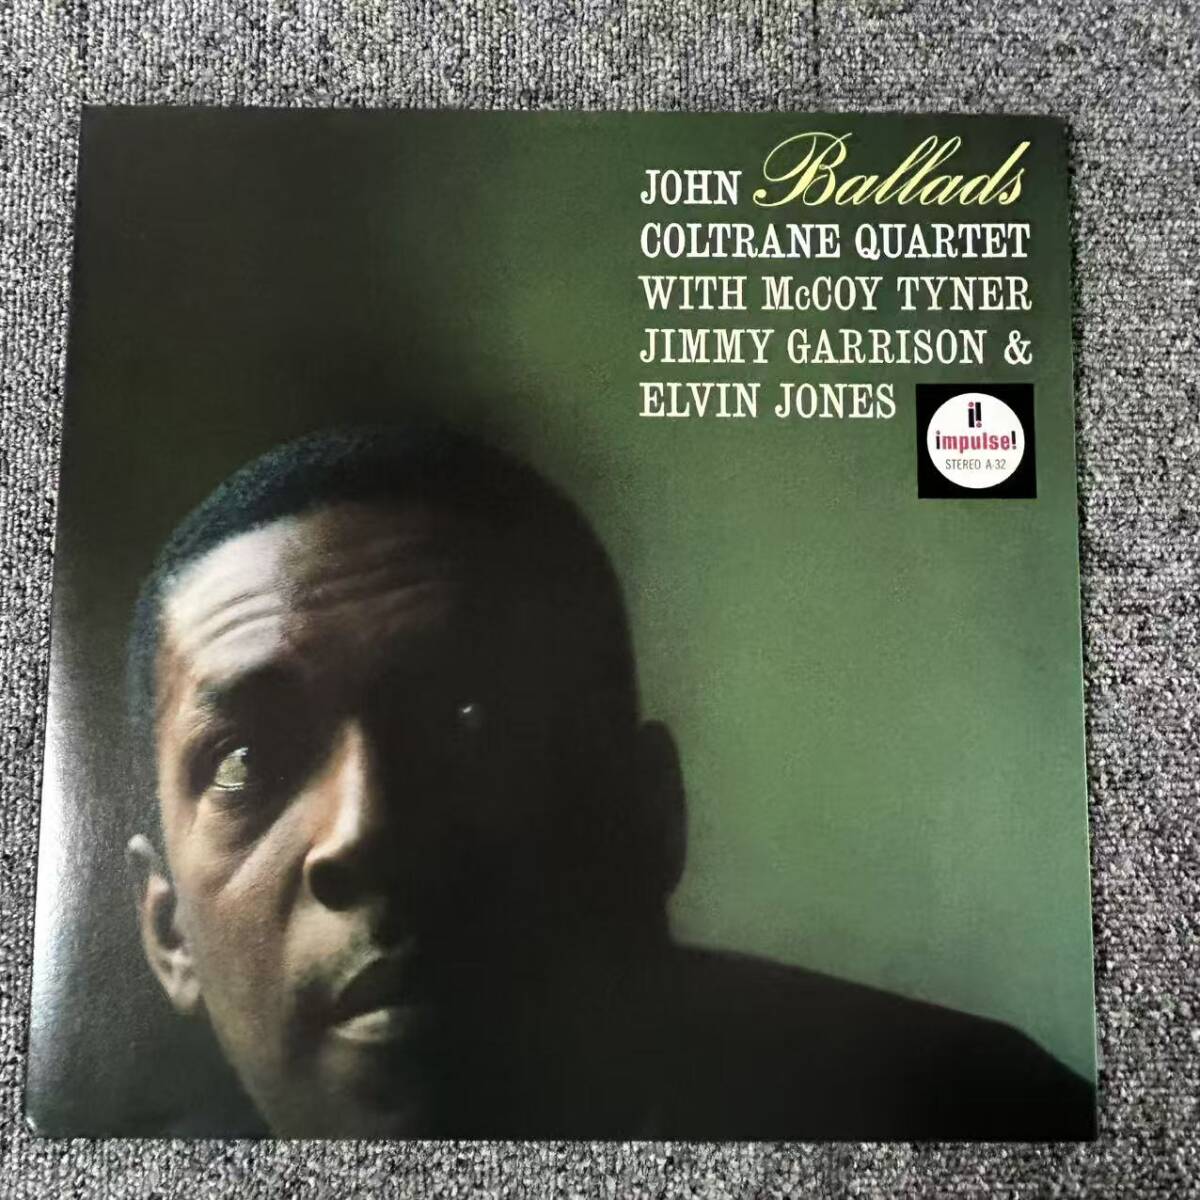 JOHN Ballads
COLTRANE QUARTET
WITH McCOY TYNER
JIMMY GARRISON &
ELVIN JONES
i!
impulse!
STEREO A-32